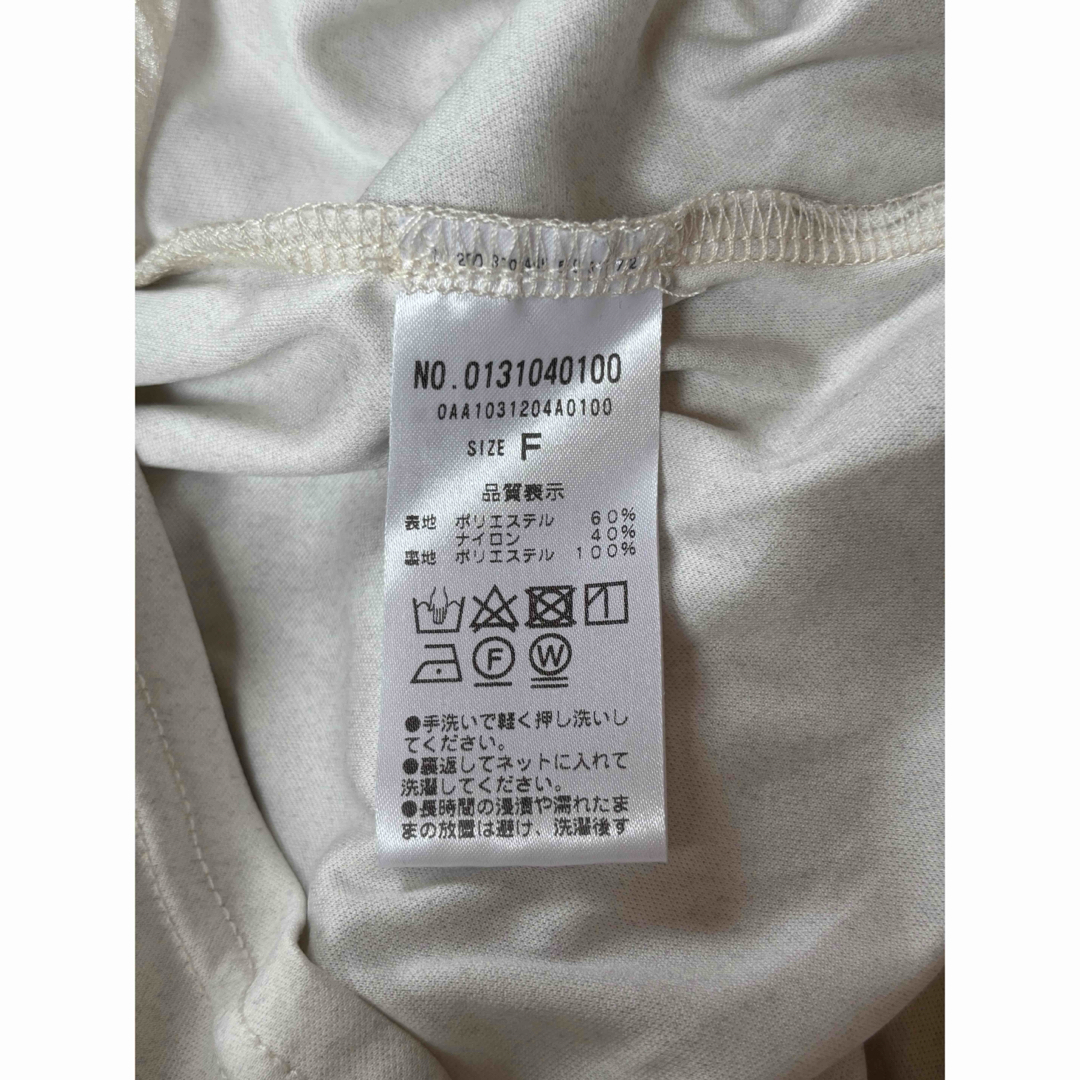 NO.0131040100
0AA1031204A0100
SIZE F
品質表示
表地 ポリエステル 60%
ナイロン 40%
裏地 ポリエステル 100%
F W
●手洗いで軽く押し洗いし
てください。
●裏返してネットに入れて
洗濯してください。
●長時間の浸漬や濡れたま
まの放置は避け、洗濯後す